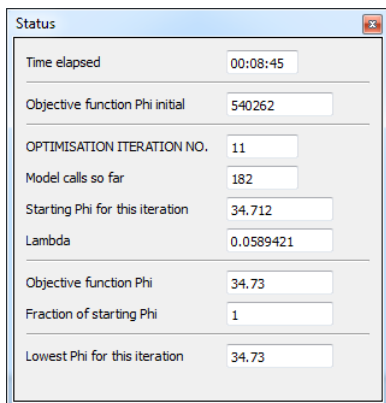 Status
Time elapsed 00:08:45
Objective function Phi initial 540262
OPTIMISATION ITERATION NO. 11
Model calls so far 182
Starting Phi for this iteration 34.712
Lambda 0.0589421
Objective function Phi 34.73
Fraction of starting Phi 1
Lowest Phi for this iteration 34.73